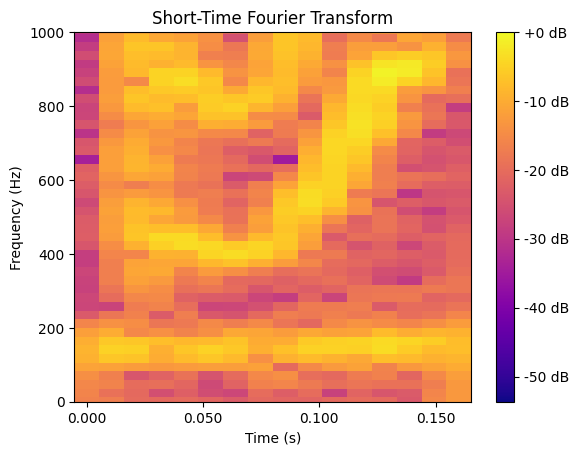 Short-Time Fourier Transform
1000
800
600
400
200
0
Frequency (Hz)
0.000
0.050
0.100
0.150
Time (s)
+0 dB
-10 dB
-20 dB
-30 dB
-40 dB
-50 dB